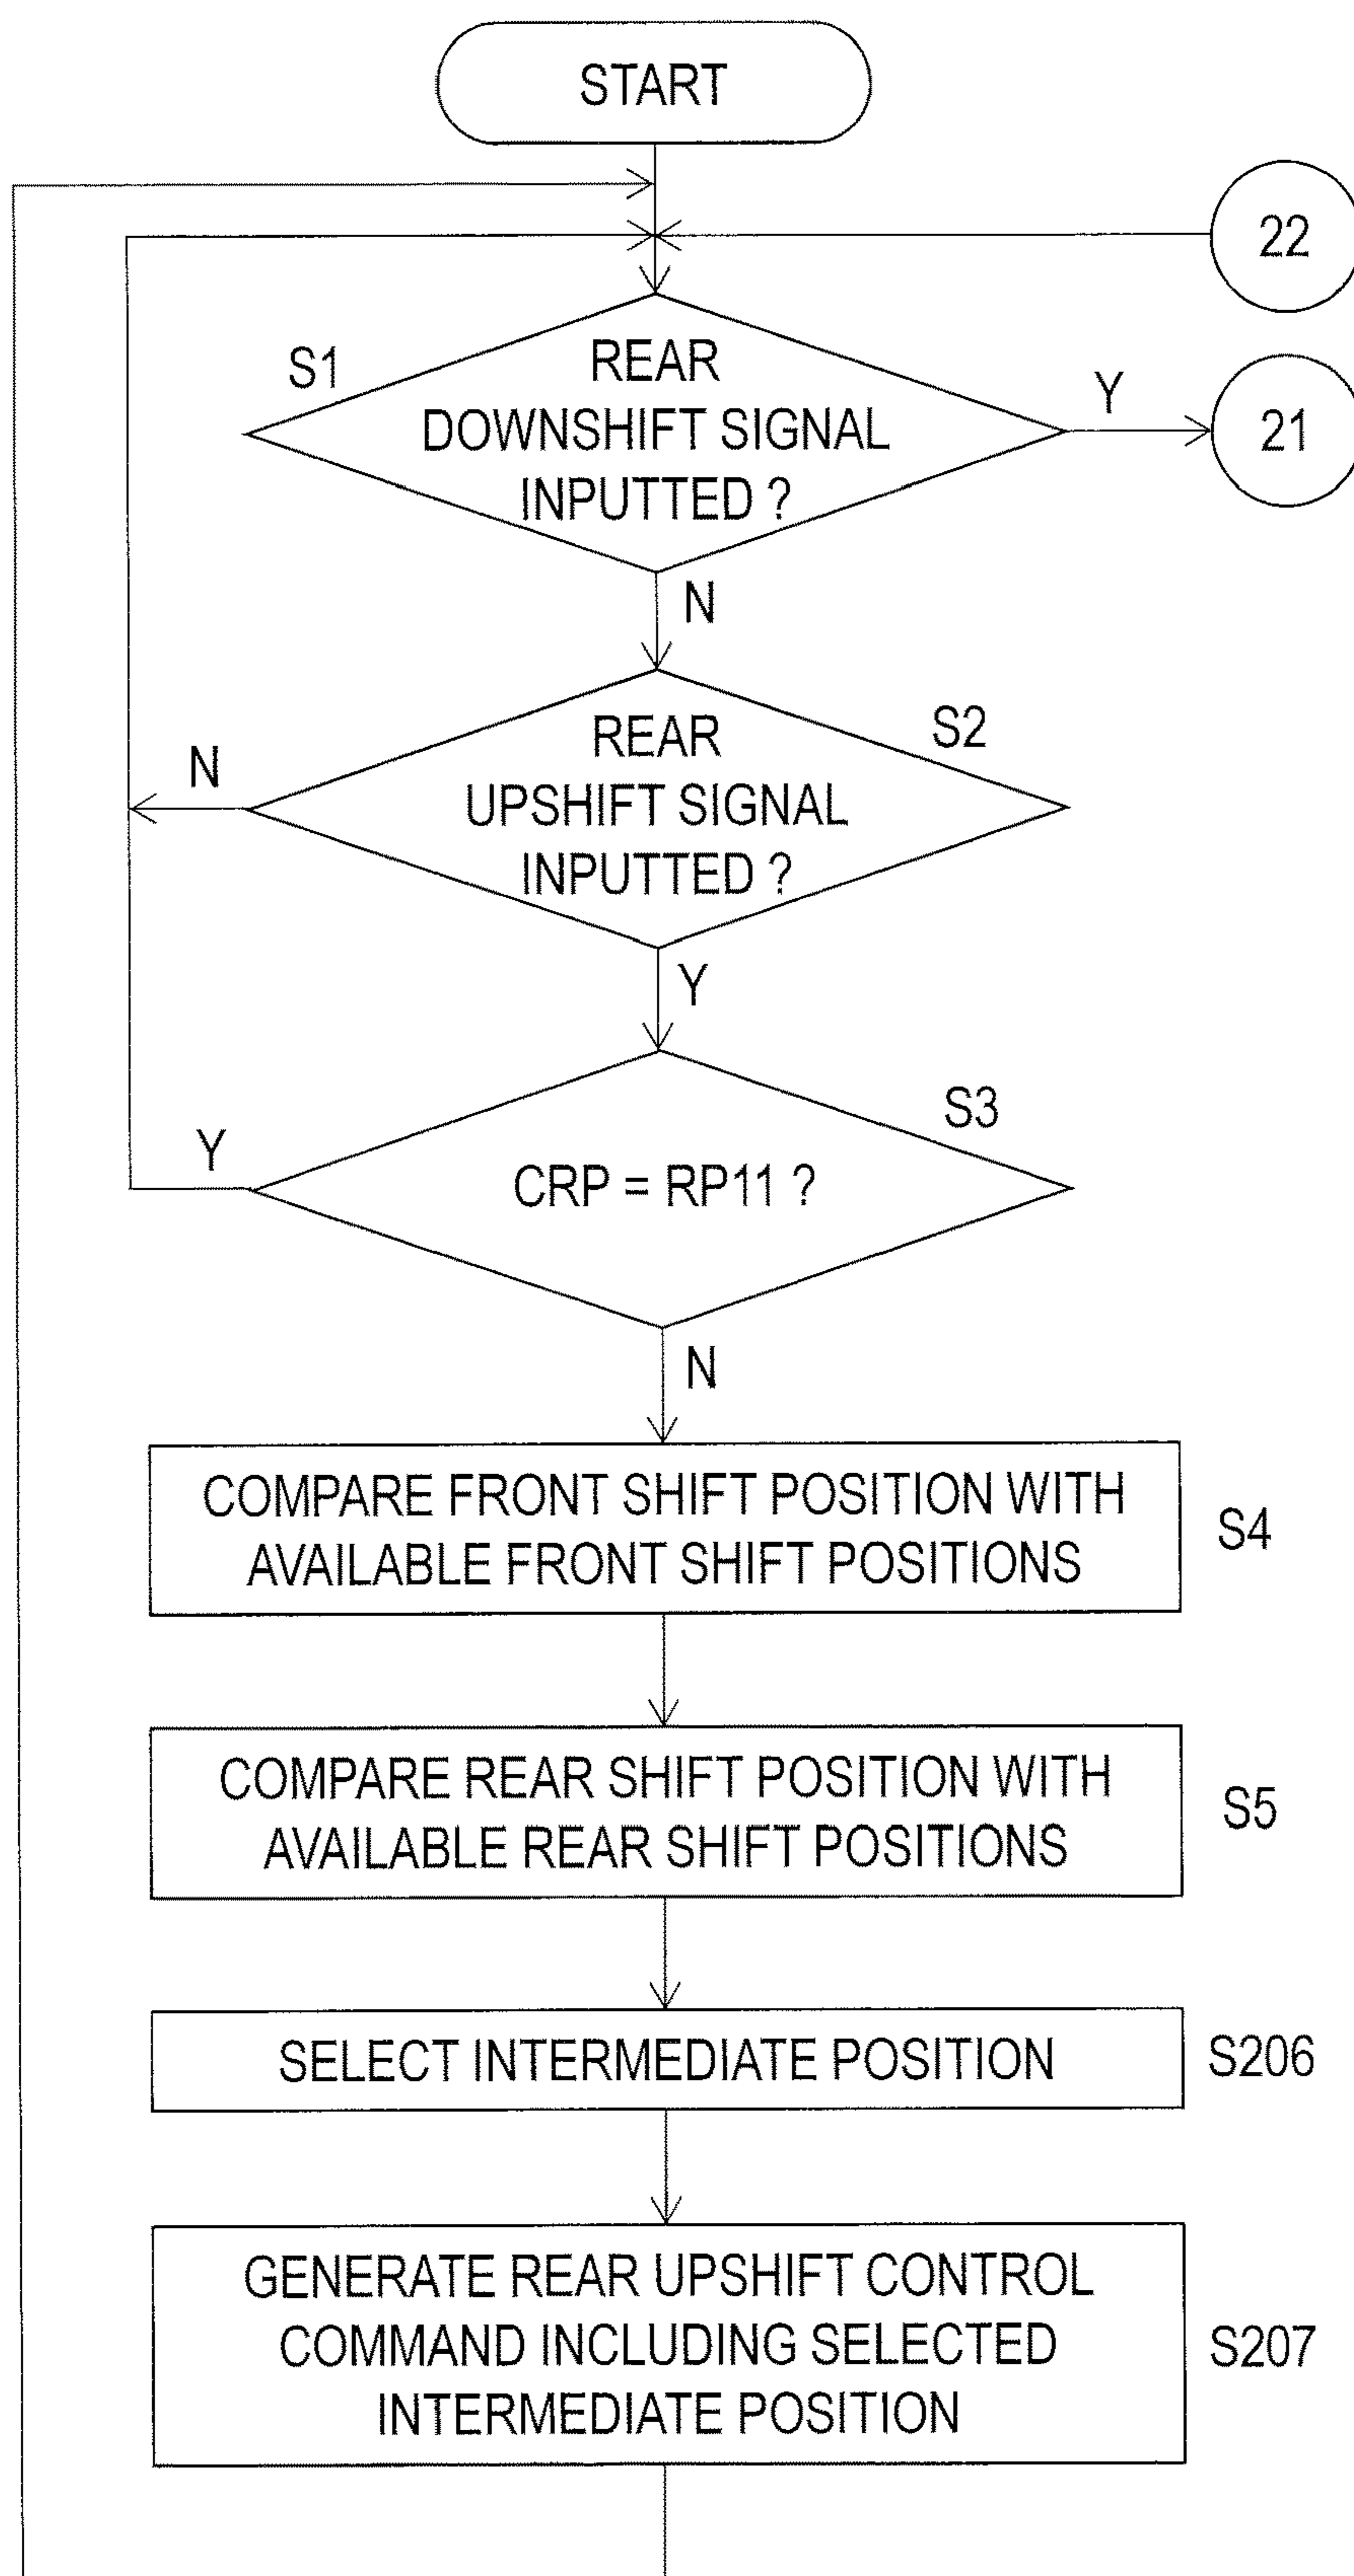 START
22
S1
REAR
DOWNSHIFT SIGNAL
INPUTTED ?
Y
21
N
S2
REAR
UPSHIFT SIGNAL
INPUTTED ?
N
Y
S3
CRP = RP11 ?
Y
N
COMPARE FRONT SHIFT POSITION WITH
AVAILABLE FRONT SHIFT POSITIONS
S4
COMPARE REAR SHIFT POSITION WITH
AVAILABLE REAR SHIFT POSITIONS
S5
SELECT INTERMEDIATE POSITION
S206
GENERATE REAR UPSHIFT CONTROL
COMMAND INCLUDING SELECTED
INTERMEDIATE POSITION
S207